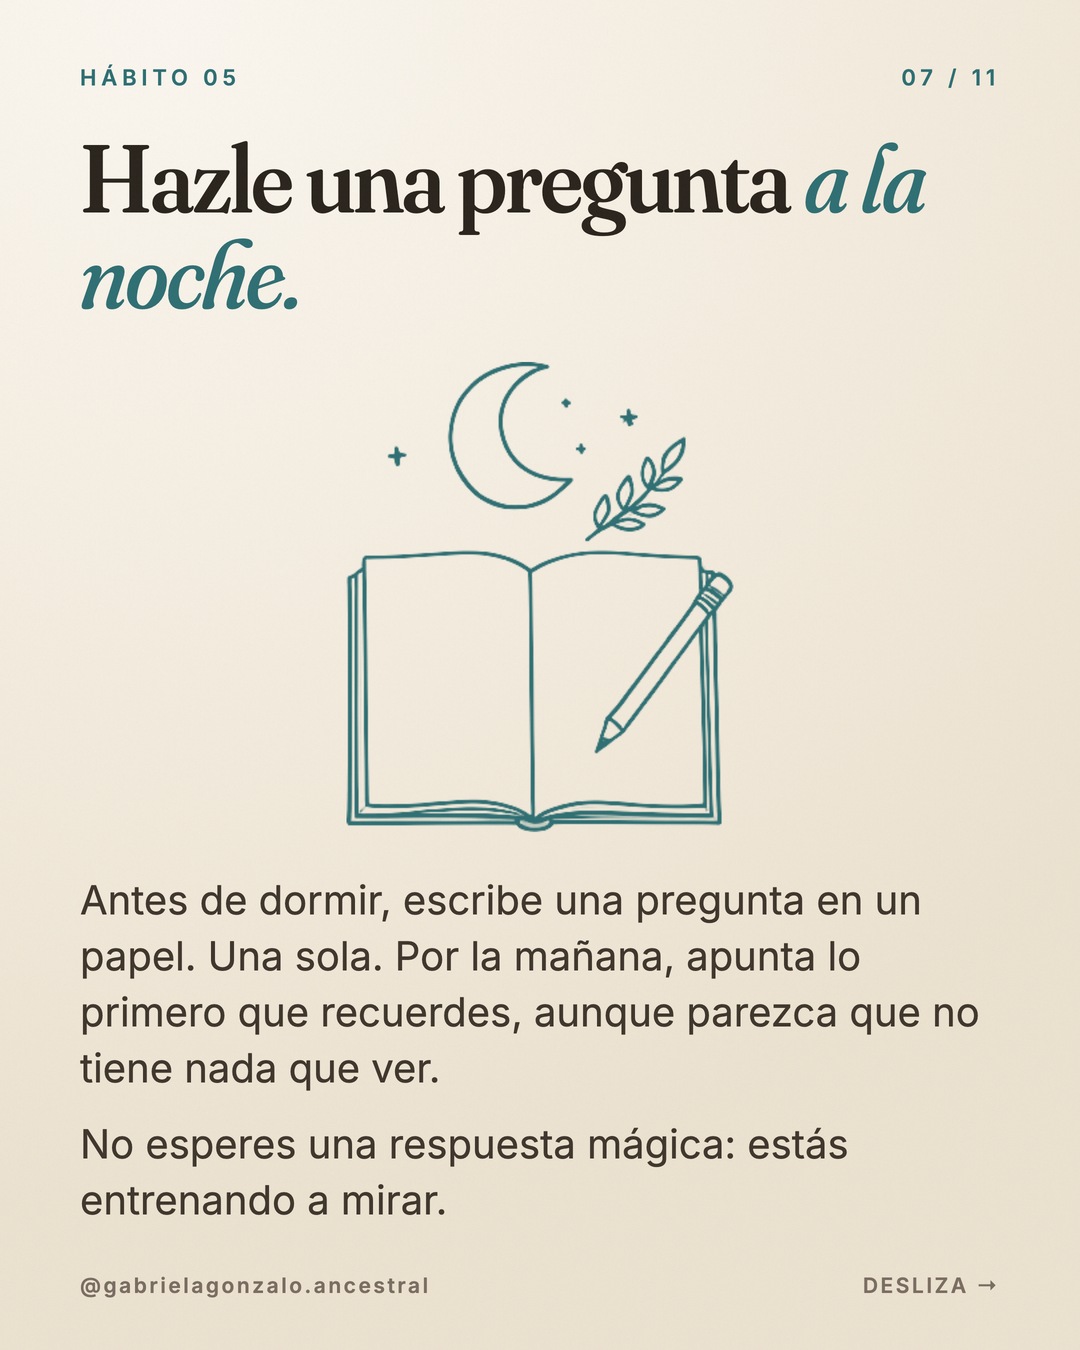 HÁBITO 05
07 / 11
Hazle una pregunta a la
noche.
Antes de dormir, escribe una pregunta en un
papel. Una sola. Por la mañana, apunta lo
primero que recuerdes, aunque parezca que no
tiene nada que ver.
No esperes una respuesta mágica: estás
entrenando a mirar.
@gabrielagonzalo.ancestral
DESLIZA →